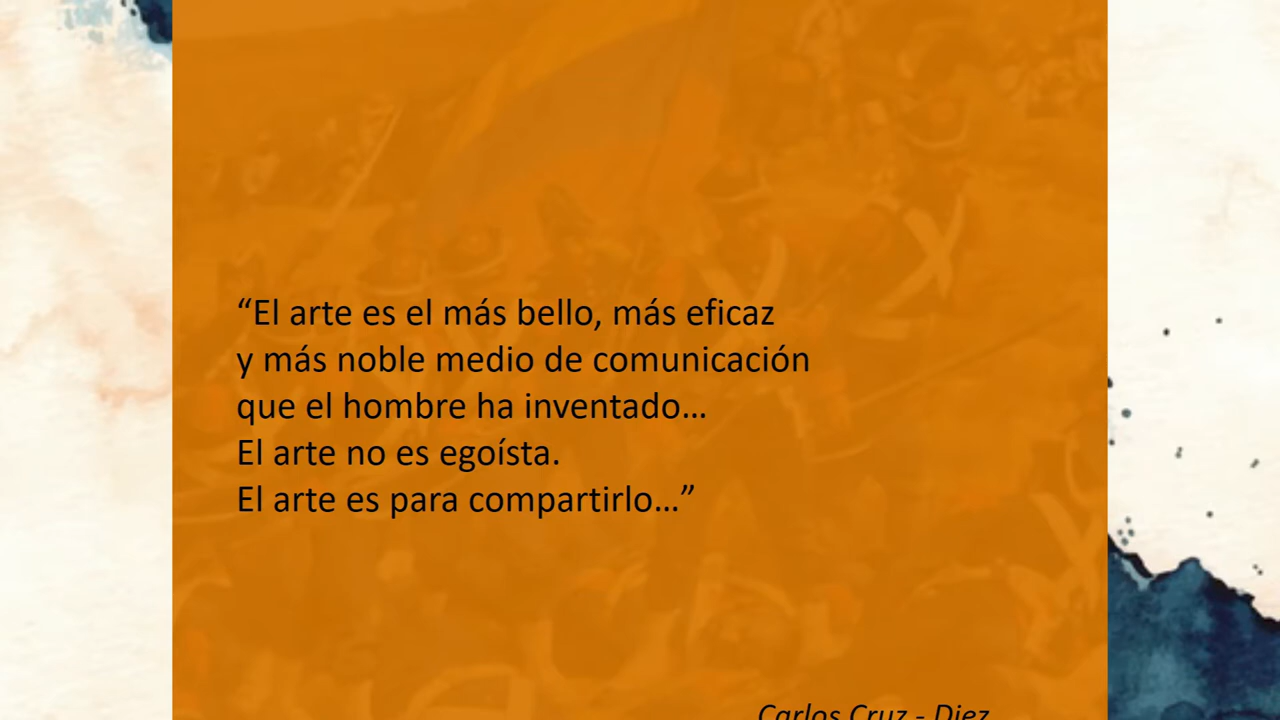 “El arte es el más bello, más eficaz
y más noble medio de comunicación
que el hombre ha inventado…
El arte no es egoísta.
El arte es para compartirlo…”
Carlos Cruz - Diez